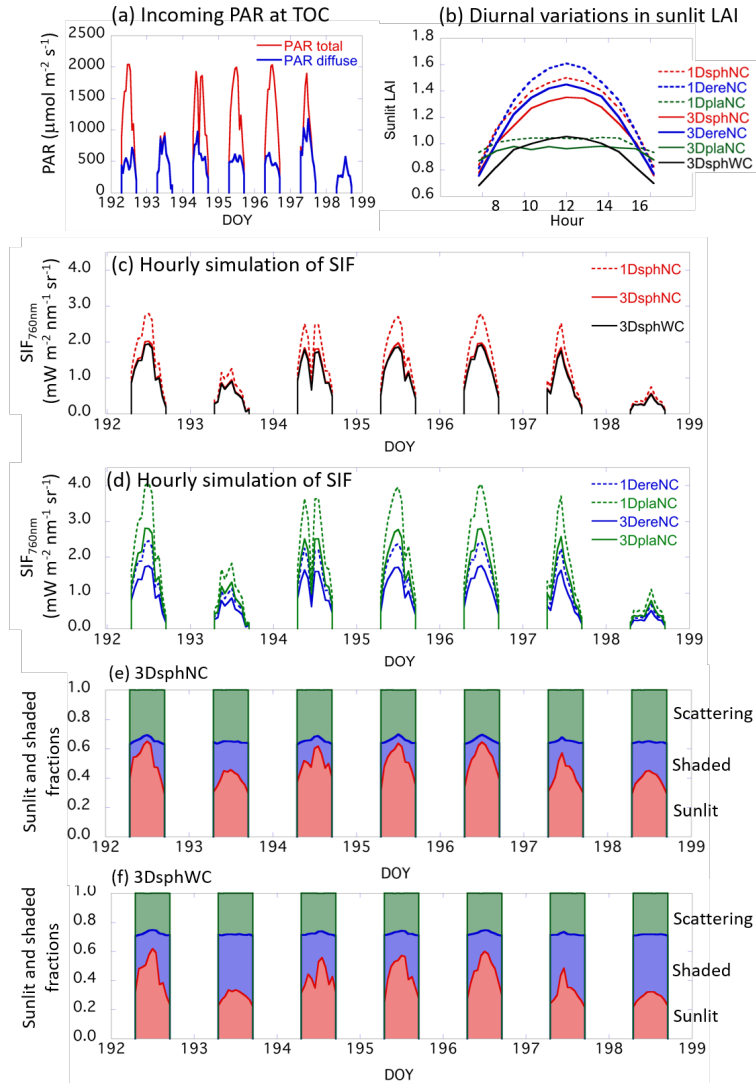 (a) Incoming PAR at TOC
2500
2000
1500
1000
500
0
PAR (µmol m⁻² s⁻¹)
PAR total
PAR diffuse
192 193 194 195 196 197 198 199
DOY
(b) Diurnal variations in sunlit LAI
1.8
1.6
1.4
1.2
1.0
0.8
0.6
Sunlit LAI
1DsphNC
1DereNC
1DplaNC
3DsphNC
3DereNC
3DplaNC
3DsphWC
8 10 12 14 16
Hour
(c) Hourly simulation of SIF
4.0
3.0
2.0
1.0
0.0
SIF₇₆₀ₙₘ
(mW m⁻² nm⁻¹ sr⁻¹)
1DsphNC
3DsphNC
3DsphWC
192 193 194 195 196 197 198 199
DOY
(d) Hourly simulation of SIF
4.0
3.0
2.0
1.0
0.0
SIF₇₆₀ₙₘ
(mW m⁻² nm⁻¹ sr⁻¹)
1DereNC
1DplaNC
3DereNC
3DplaNC
192 193 194 195 196 197 198 199
DOY
(e) 3DsphNC
1.0
0.8
0.6
0.4
0.2
0.0
Sunlit and shaded
fractions
Scattering
Shaded
Sunlit
192 193 194 195 196 197 198 199
DOY
(f) 3DsphWC
1.0
0.8
0.6
0.4
0.2
0.0
Sunlit and shaded
fractions
Scattering
Shaded
Sunlit
192 193 194 195 196 197 198 199
DOY